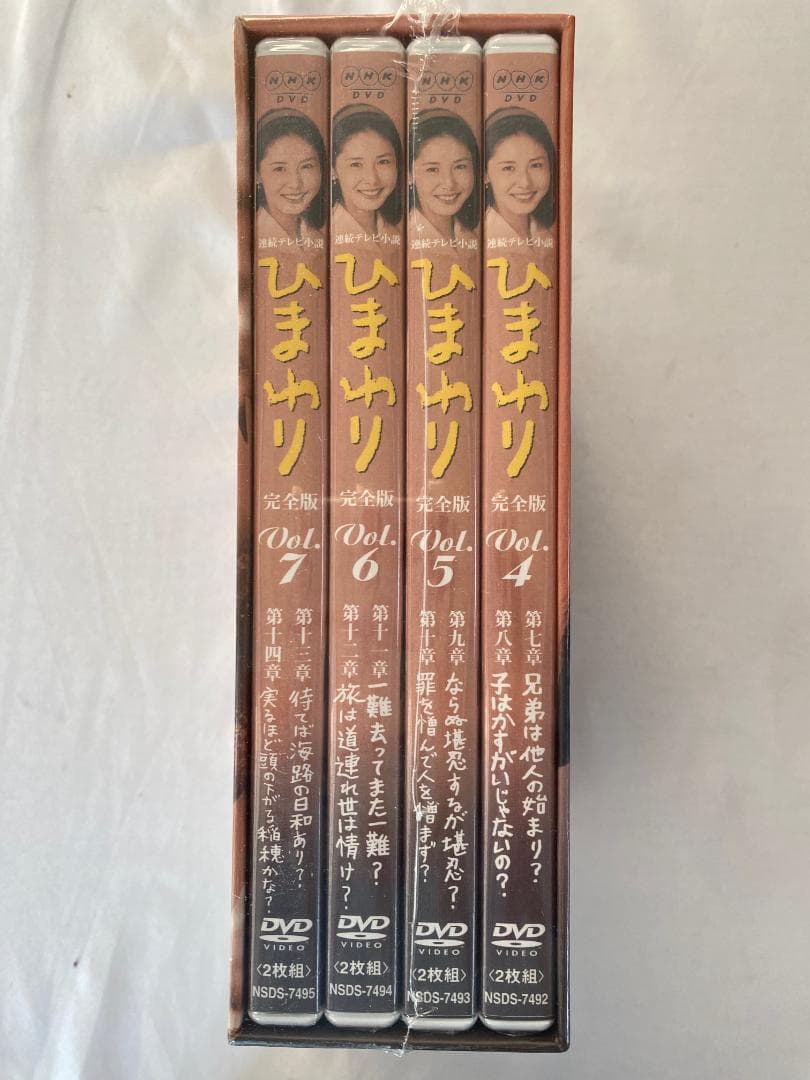 NHK
DVD
連続テレビ小説
ひまわり
完全版
Vol.
7
第十三章 待てば海路の日和あり?
第十四章 実るほど頭の下がる稲穂かな?
DVD
VIDEO
〈2枚組〉
NSDS-7495
NHK
DVD
連続テレビ小説
ひまわり
完全版
Vol.
6
第十一章 一難去ってまた一難?
第十二章 旅は道連れ世は情け?
DVD
VIDEO
〈2枚組〉
NSDS-7494
NHK
DVD
連続テレビ小説
ひまわり
完全版
Vol.
5
第九章 ならぬ堪忍するが堪忍?
第十章 罪を憎んで人を憎まず?
DVD
VIDEO
〈2枚組〉
NSDS-7493
NHK
DVD
連続テレビ小説
ひまわり
完全版
Vol.
4
第七章 兄弟は他人の始まり?
第八章 子はかすがいじゃないの?
DVD
VIDEO
〈2枚組〉
NSDS-7492